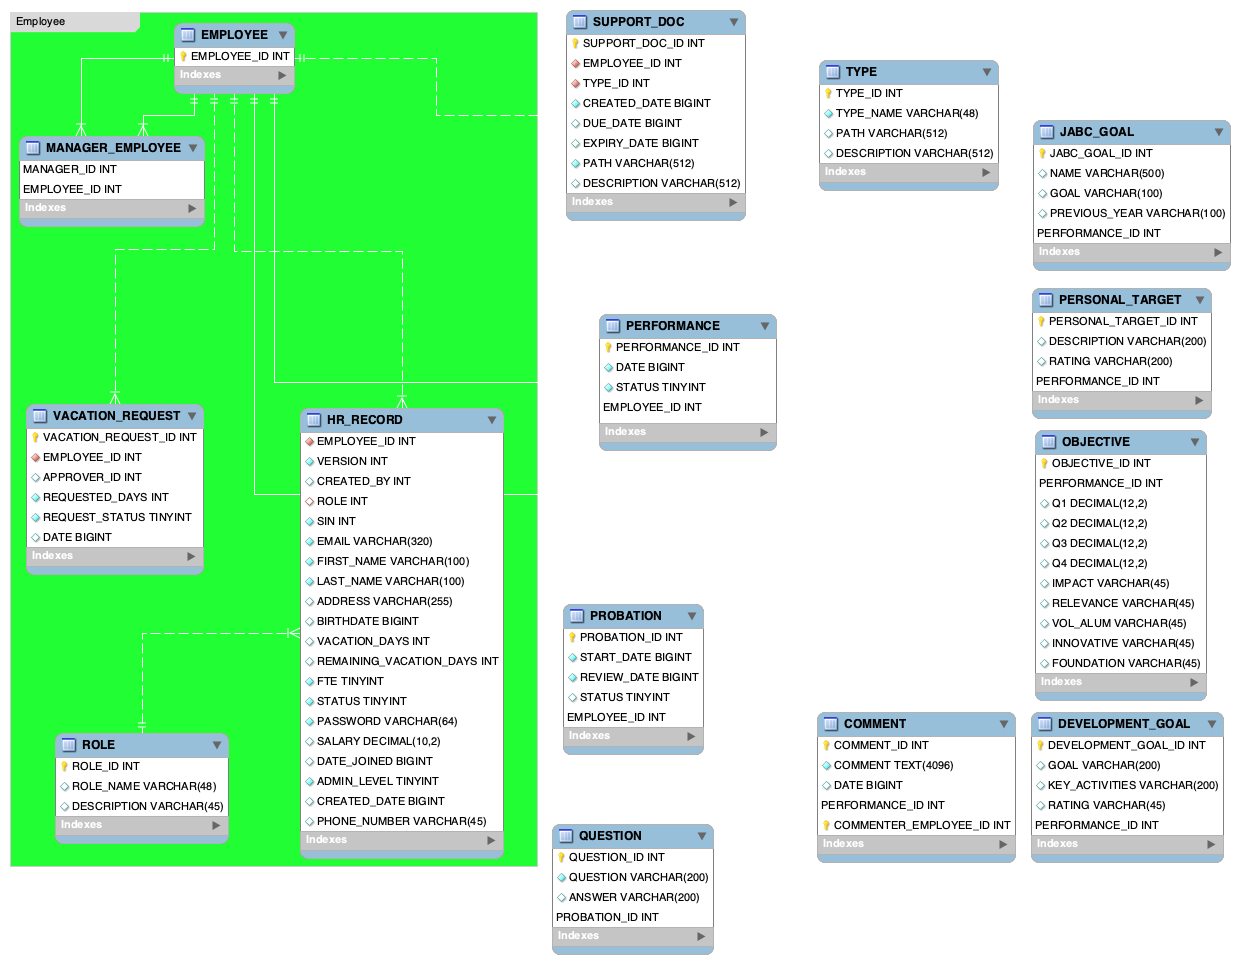 Employee
EMPLOYEE
EMPLOYEE_ID INT
Indexes
MANAGER_EMPLOYEE
MANAGER_ID INT
EMPLOYEE_ID INT
Indexes
VACATION_REQUEST
VACATION_REQUEST_ID INT
EMPLOYEE_ID INT
APPROVER_ID INT
REQUESTED_DAYS INT
REQUEST_STATUS TINYINT
DATE BIGINT
Indexes
HR_RECORD
EMPLOYEE_ID INT
VERSION INT
CREATED_BY INT
ROLE INT
SIN INT
EMAIL VARCHAR(320)
FIRST_NAME VARCHAR(100)
LAST_NAME VARCHAR(100)
ADDRESS VARCHAR(255)
BIRTHDATE BIGINT
VACATION_DAYS INT
REMAINING_VACATION_DAYS INT
FTE TINYINT
STATUS TINYINT
PASSWORD VARCHAR(64)
SALARY DECIMAL(10,2)
DATE_JOINED BIGINT
ADMIN_LEVEL TINYINT
CREATED_DATE BIGINT
PHONE_NUMBER VARCHAR(45)
Indexes
ROLE
ROLE_ID INT
ROLE_NAME VARCHAR(48)
DESCRIPTION VARCHAR(45)
Indexes
SUPPORT_DOC
SUPPORT_DOC_ID INT
EMPLOYEE_ID INT
TYPE_ID INT
CREATED_DATE BIGINT
DUE_DATE BIGINT
EXPIRY_DATE BIGINT
PATH VARCHAR(512)
DESCRIPTION VARCHAR(512)
Indexes
TYPE
TYPE_ID INT
TYPE_NAME VARCHAR(48)
PATH VARCHAR(512)
DESCRIPTION VARCHAR(512)
Indexes
JABC_GOAL
JABC_GOAL_ID INT
NAME VARCHAR(500)
GOAL VARCHAR(100)
PREVIOUS_YEAR VARCHAR(100)
PERFORMANCE_ID INT
Indexes
PERFORMANCE
PERFORMANCE_ID INT
DATE BIGINT
STATUS TINYINT
EMPLOYEE_ID INT
Indexes
PERSONAL_TARGET
PERSONAL_TARGET_ID INT
DESCRIPTION VARCHAR(200)
RATING VARCHAR(200)
PERFORMANCE_ID INT
Indexes
OBJECTIVE
OBJECTIVE_ID INT
PERFORMANCE_ID INT
Q1 DECIMAL(12,2)
Q2 DECIMAL(12,2)
Q3 DECIMAL(12,2)
Q4 DECIMAL(12,2)
IMPACT VARCHAR(45)
RELEVANCE VARCHAR(45)
VOL_ALUM VARCHAR(45)
INNOVATIVE VARCHAR(45)
FOUNDATION VARCHAR(45)
Indexes
PROBATION
PROBATION_ID INT
START_DATE BIGINT
REVIEW_DATE BIGINT
STATUS TINYINT
EMPLOYEE_ID INT
Indexes
COMMENT
COMMENT_ID INT
COMMENT TEXT(4096)
DATE BIGINT
PERFORMANCE_ID INT
COMMENTER_EMPLOYEE_ID INT
Indexes
DEVELOPMENT_GOAL
DEVELOPMENT_GOAL_ID INT
GOAL VARCHAR(200)
KEY_ACTIVITIES VARCHAR(200)
RATING VARCHAR(45)
PERFORMANCE_ID INT
Indexes
QUESTION
QUESTION_ID INT
QUESTION VARCHAR(200)
ANSWER VARCHAR(200)
PROBATION_ID INT
Indexes